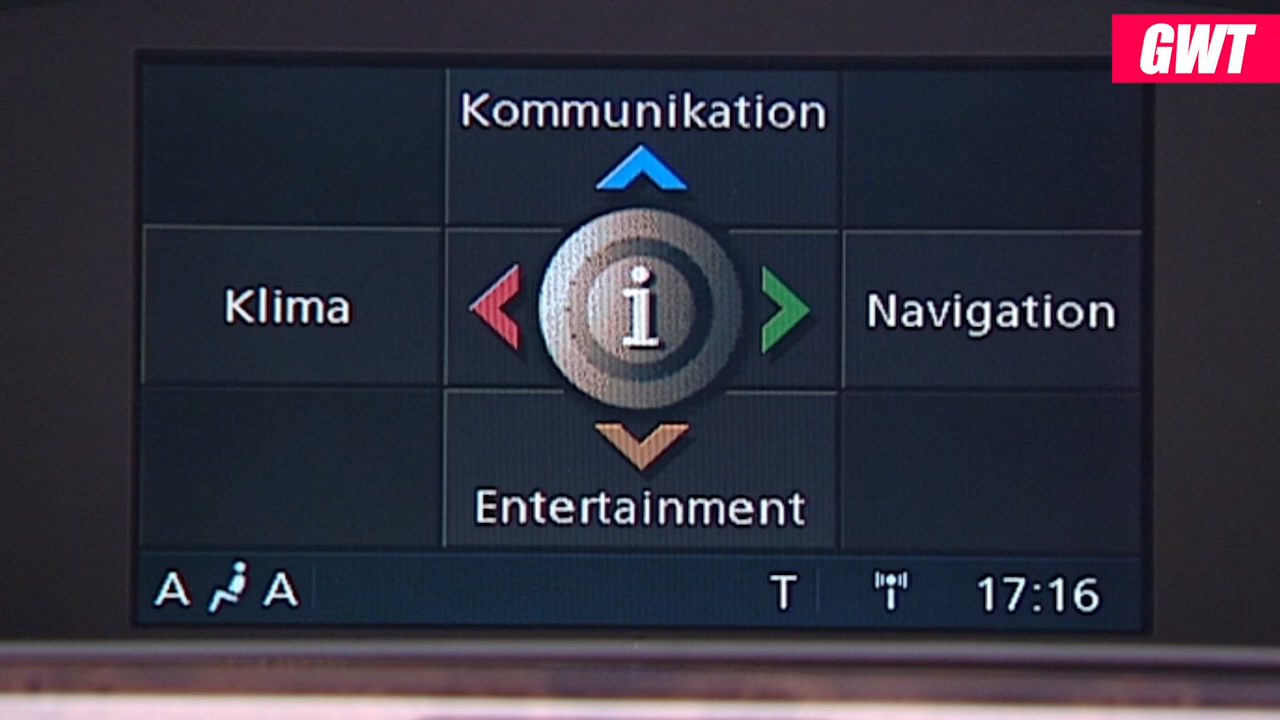 GWT
Kommunikation
Klima
i
Navigation
Entertainment
A A T 17:16